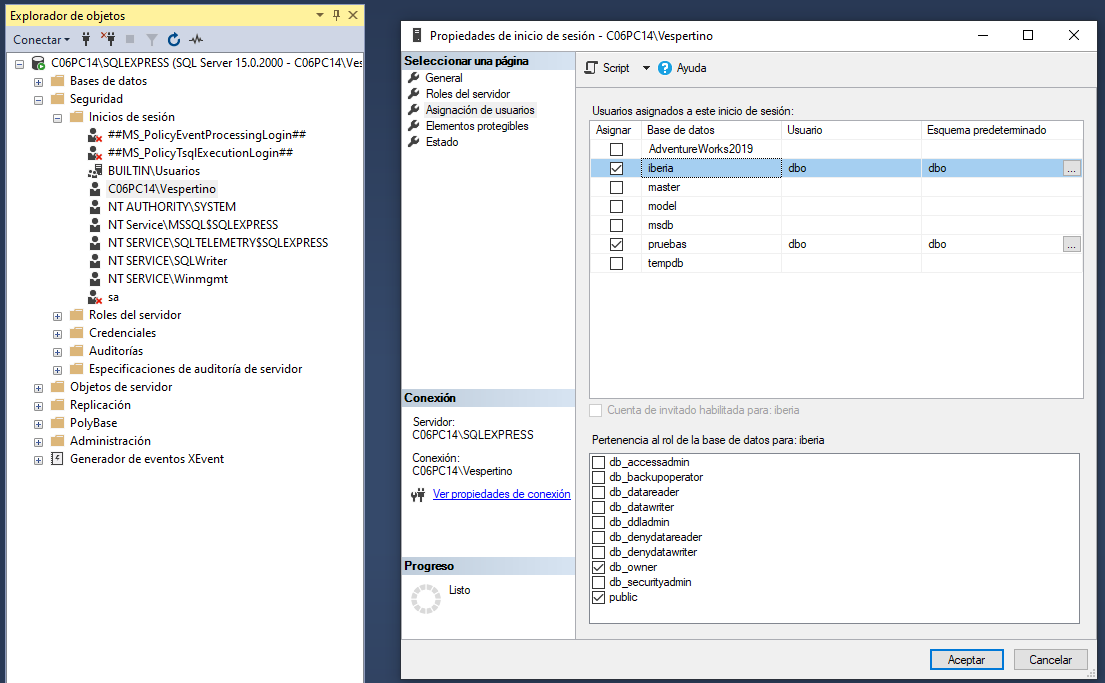 Explorador de objetos
Conectar
C06PC14\SQLEXPRESS (SQL Server 15.0.2000 - C06PC14\Ves
Bases de datos
Seguridad
Inicios de sesión
##MS_PolicyEventProcessingLogin##
##MS_PolicyTsqlExecutionLogin##
BUILTIN\Usuarios
C06PC14\Vespertino
NT AUTHORITY\SYSTEM
NT Service\MSSQL$SQLEXPRESS
NT SERVICE\SQLTELEMETRY$SQLEXPRESS
NT SERVICE\SQLWriter
NT SERVICE\Winmgmt
sa
Roles del servidor
Credenciales
Auditorías
Especificaciones de auditoría de servidor
Objetos de servidor
Replicación
PolyBase
Administración
Generador de eventos XEvent
Propiedades de inicio de sesión - C06PC14\Vespertino
Seleccionar una página
General
Roles del servidor
Asignación de usuarios
Elementos protegibles
Estado
Conexión
Servidor:
C06PC14\SQLEXPRESS
Conexión:
C06PC14\Vespertino
Ver propiedades de conexión
Progreso
Listo
Script Ayuda
Usuarios asignados a este inicio de sesión:
Asignar Base de datos Usuario Esquema predeterminado
AdventureWorks2019
iberia dbo dbo ...
master
model
msdb
pruebas dbo dbo ...
tempdb
Cuenta de invitado habilitada para: iberia
Pertenencia al rol de la base de datos para: iberia
db_accessadmin
db_backupoperator
db_datareader
db_datawriter
db_ddladmin
db_denydatareader
db_denydatawriter
db_owner
db_securityadmin
public
Aceptar Cancelar